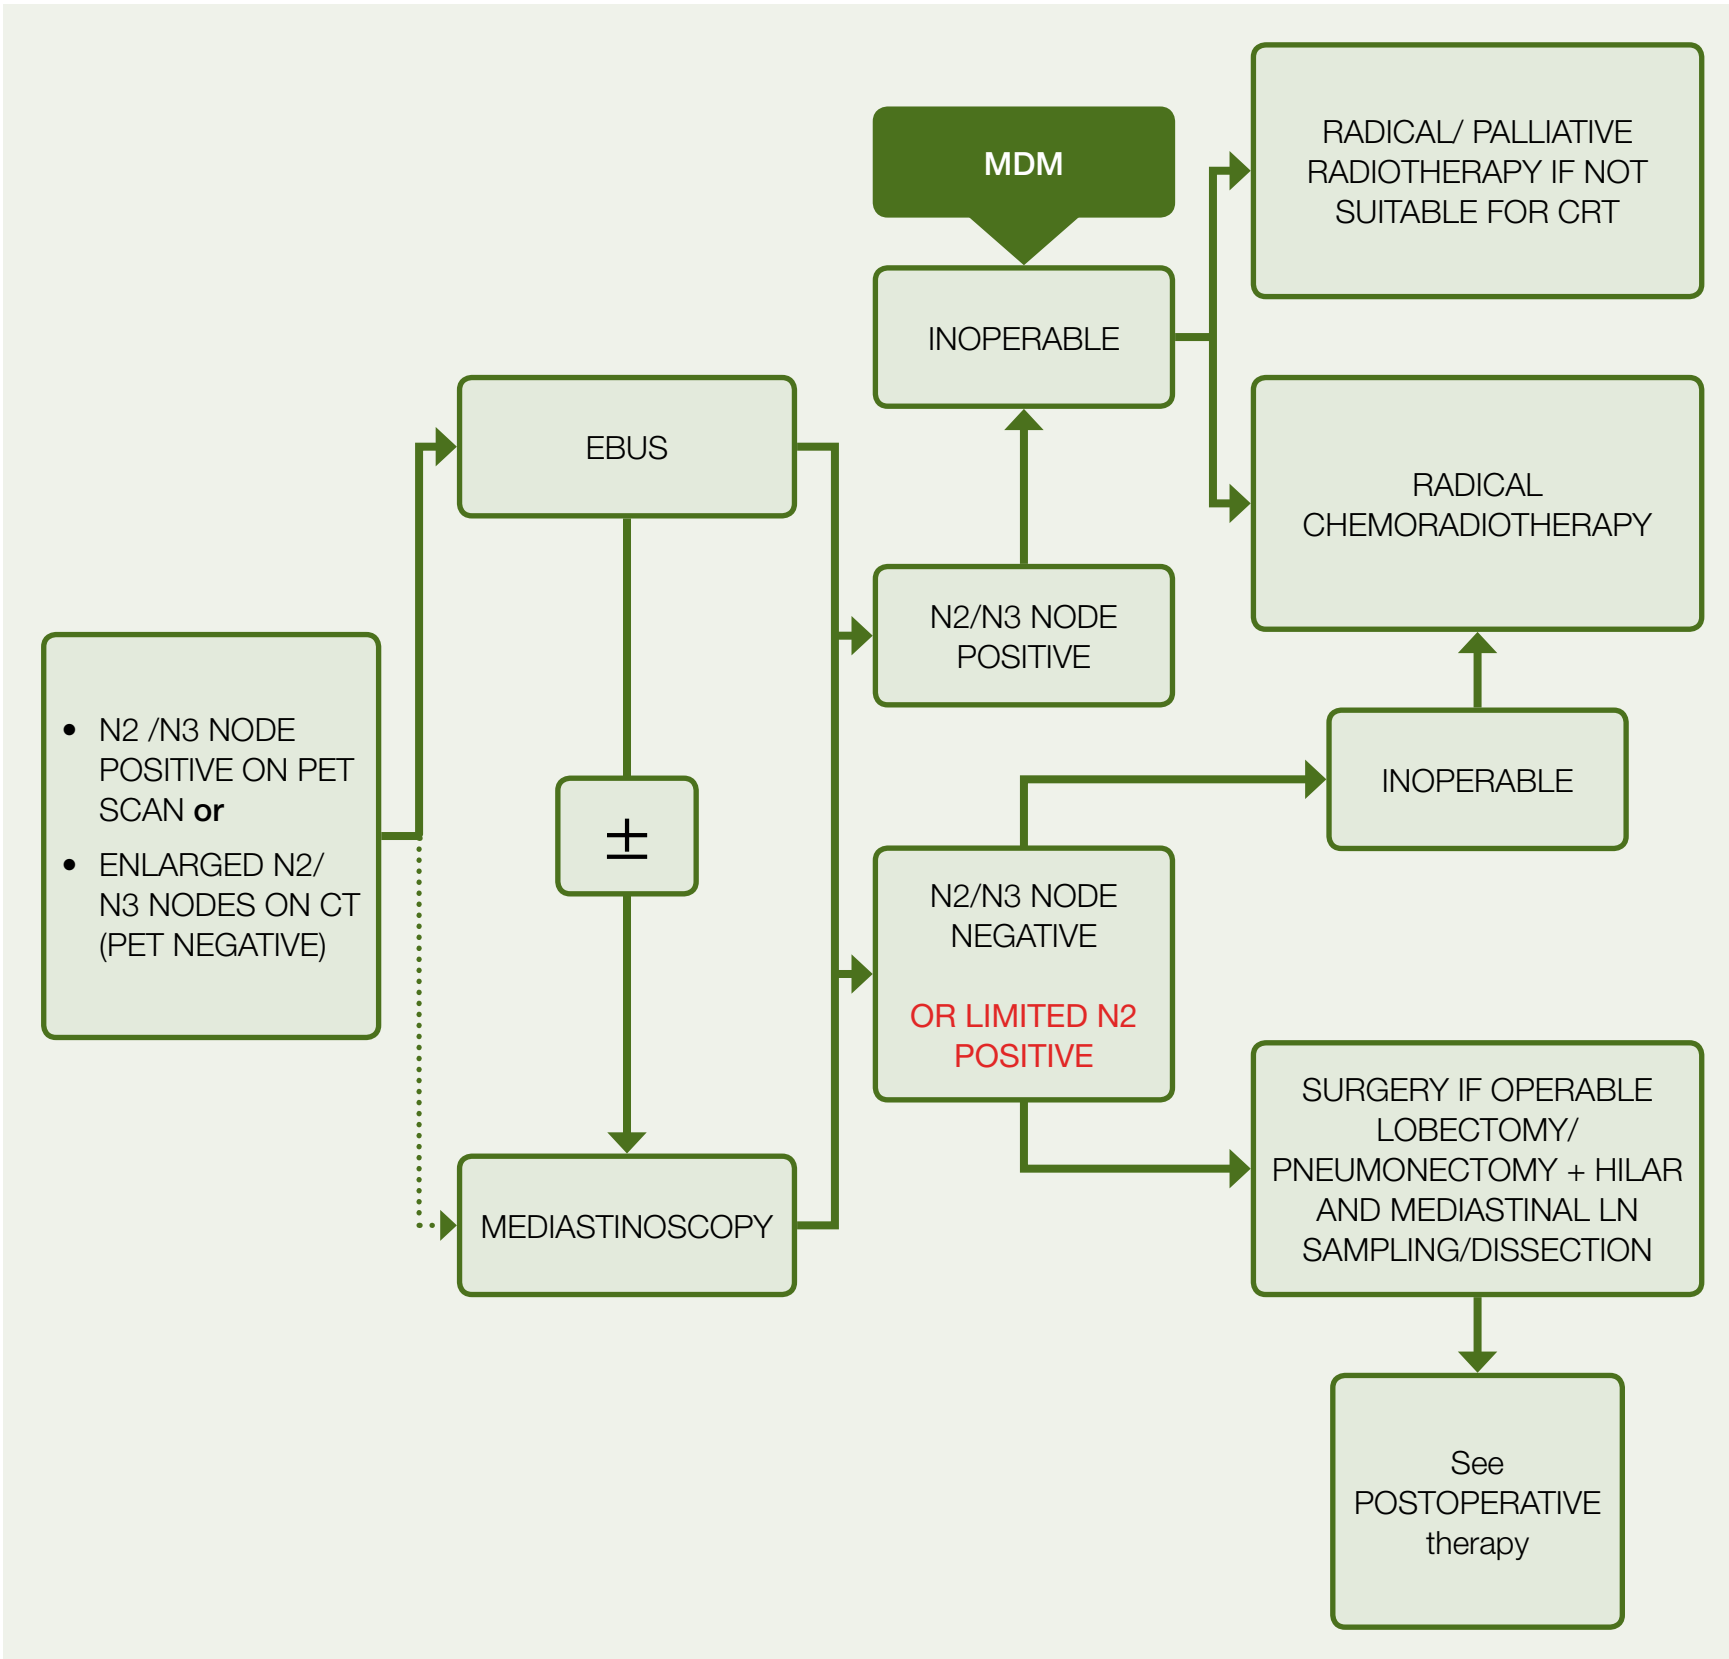 MDM
RADICAL/ PALLIATIVE
RADIOTHERAPY IF NOT
SUITABLE FOR CRT
INOPERABLE
EBUS
RADICAL
CHEMORADIOTHERAPY
N2/N3 NODE
POSITIVE
• N2 /N3 NODE
POSITIVE ON PET
SCAN or
• ENLARGED N2/
N3 NODES ON CT
(PET NEGATIVE)
±
INOPERABLE
N2/N3 NODE
NEGATIVE
OR LIMITED N2
POSITIVE
MEDIASTINOSCOPY
SURGERY IF OPERABLE
LOBECTOMY/
PNEUMONECTOMY + HILAR
AND MEDIASTINAL LN
SAMPLING/DISSECTION
See
POSTOPERATIVE
therapy